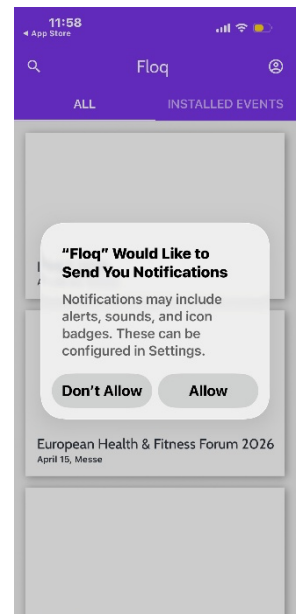 11:58
App Store
Floq
ALL
INSTALLED EVENTS
"Floq" Would Like to
Send You Notifications
Notifications may include
alerts, sounds, and icon
badges. These can be
configured in Settings.
Don't Allow
Allow
European Health & Fitness Forum 2026
April 15, Messe